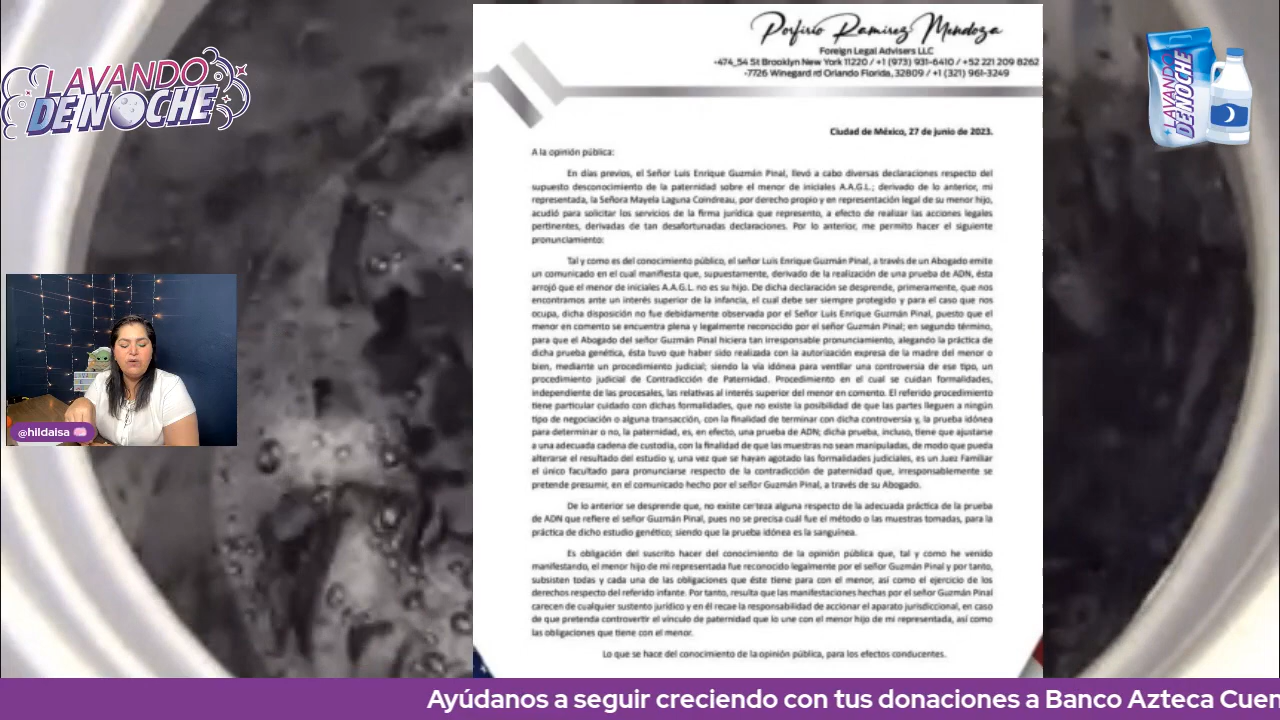 LAVANDO
DE NOCHE
Porfirio Ramirez Mendoza
Foreign Legal Advisers LLC
-474_54 St Brooklyn New York 11220 / +1 (973) 931-6410 / +52 221 209 8262
-7726 Winegard rd Orlando Florida, 32809 / +1 (321) 961-3249
LAVANDO
DE NOCHE
Ciudad de México, 27 de junio de 2023.
A la opinión pública:
En días previos, el Señor Luis Enrique Guzmán Pinal, llevó a cabo diversas declaraciones respecto del
supuesto desconocimiento de la paternidad sobre el menor de iniciales A.A.G.L.; derivado de lo anterior, mi
representada, la Señora Mayela Laguna Coindreau, por derecho propio y en representación legal de su menor hijo,
acudió para solicitar los servicios de la firma jurídica que represento, a efecto de realizar las acciones legales
pertinentes, derivadas de tan desafortunadas declaraciones. Por lo anterior, me permito hacer el siguiente
pronunciamiento:
Tal y como es del conocimiento público, el señor Luis Enrique Guzmán Pinal, a través de un Abogado emite
un comunicado en el cual manifiesta que, supuestamente, derivado de la realización de una prueba de ADN, ésta
arrojó que el menor de iniciales A.A.G.L. no es su hijo. De dicha declaración se desprende, primeramente, que nos
encontramos ante un interés superior de la infancia, el cual debe ser siempre protegido y para el caso que nos
ocupa, dicha disposición no fue debidamente observada por el Señor Luis Enrique Guzmán Pinal, puesto que el
menor en comento se encuentra plena y legalmente reconocido por el señor Guzmán Pinal; en segundo término,
para que el Abogado del señor Guzmán Pinal hiciera tan irresponsable pronunciamiento, alegando la práctica de
dicha prueba genética, ésta tuvo que haber sido realizada con la autorización expresa de la madre del menor o
bien, mediante un procedimiento judicial; siendo la vía idónea para ventilar una controversia de ese tipo, un
procedimiento judicial de Contradicción de Paternidad. Procedimiento en el cual se cuidan formalidades,
independiente de las procesales, las relativas al interés superior del menor en comento. El referido procedimiento
tiene particular cuidado con dichas formalidades, que no existe la posibilidad de que las partes lleguen a ningún
tipo de negociación o alguna transacción, con la finalidad de terminar con dicha controversia y, la prueba idónea
para determinar o no, la paternidad, es, en efecto, una prueba de ADN; dicha prueba, incluso, tiene que ajustarse
a una adecuada cadena de custodia, con la finalidad de que las muestras no sean manipuladas, de modo que pueda
alterarse el resultado del estudio y, una vez que se hayan agotado las formalidades judiciales, es un Juez Familiar
el único facultado para pronunciarse respecto de la contradicción de paternidad que, irresponsablemente se
pretende presumir, en el comunicado hecho por el señor Guzmán Pinal, a través de su Abogado.
De lo anterior se desprende que, no existe certeza alguna respecto de la adecuada práctica de la prueba
de ADN que refiere el señor Guzmán Pinal, pues no se precisa cuál fue el método o las muestras tomadas, para la
práctica de dicho estudio genético; siendo que la prueba idónea es la sanguínea.
Es obligación del suscrito hacer del conocimiento de la opinión pública que, tal y como he venido
manifestando, el menor hijo de mi representada fue reconocido legalmente por el señor Guzmán Pinal y por tanto,
subsisten todas y cada una de las obligaciones que éste tiene para con el menor, así como el ejercicio de los
derechos respecto del referido infante. Por tanto, resulta que las manifestaciones hechas por el señor Guzmán Pinal
carecen de cualquier sustento jurídico y en él recae la responsabilidad de accionar el aparato jurisdiccional, en caso
de que pretenda controvertir el vínculo de paternidad que lo une con el menor hijo de mi representada, así como
las obligaciones que tiene con el menor.
Lo que se hace del conocimiento de la opinión pública, para los efectos conducentes.
@hildaisa
Ayúdanos a seguir creciendo con tus donaciones a Banco Azteca Cuen